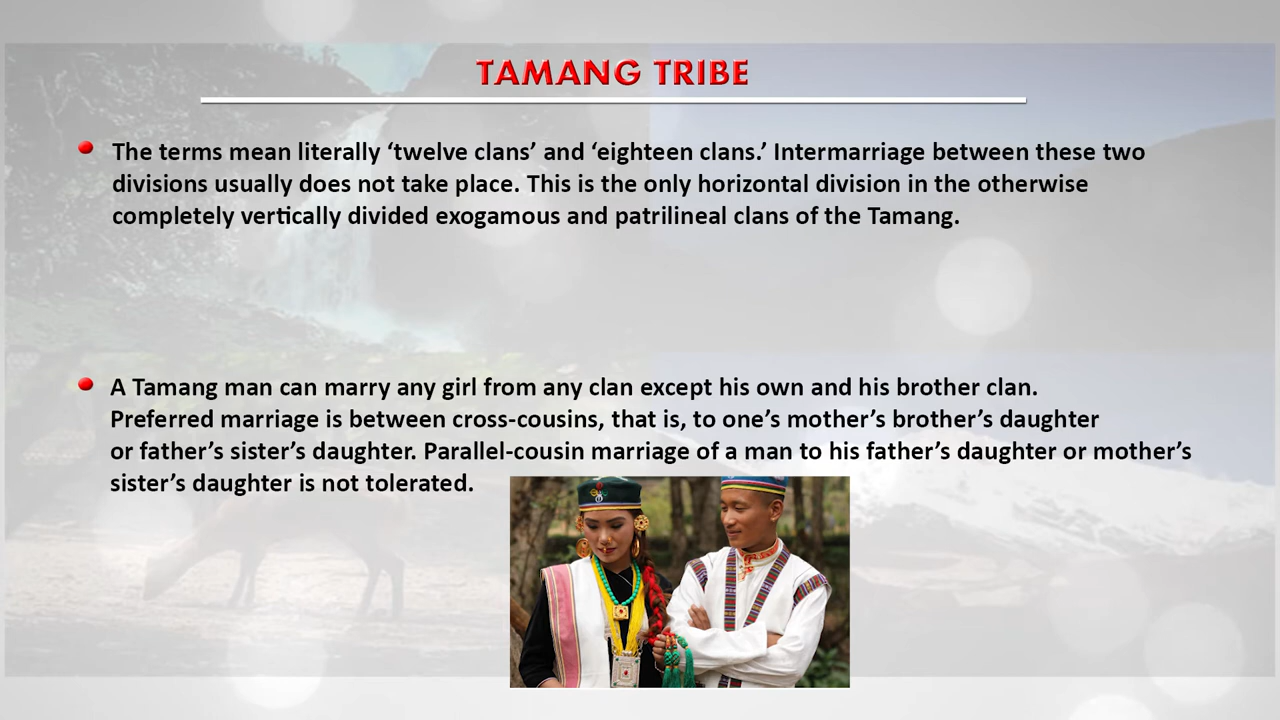 TAMANG TRIBE
The terms mean literally ‘twelve clans’ and ‘eighteen clans.’ Intermarriage between these two
divisions usually does not take place. This is the only horizontal division in the otherwise
completely vertically divided exogamous and patrilineal clans of the Tamang.
A Tamang man can marry any girl from any clan except his own and his brother clan.
Preferred marriage is between cross-cousins, that is, to one’s mother’s brother’s daughter
or father’s sister’s daughter. Parallel-cousin marriage of a man to his father’s daughter or mother’s
sister’s daughter is not tolerated.